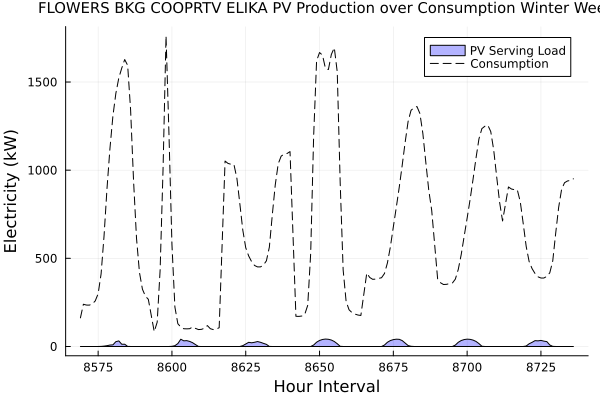 FLOWERS BKG COOPRTV ELIKA PV Production over Consumption Winter Wee
PV Serving Load
Consumption
1500
1000
500
0
Electricity (kW)
8575 8600 8625 8650 8675 8700 8725
Hour Interval